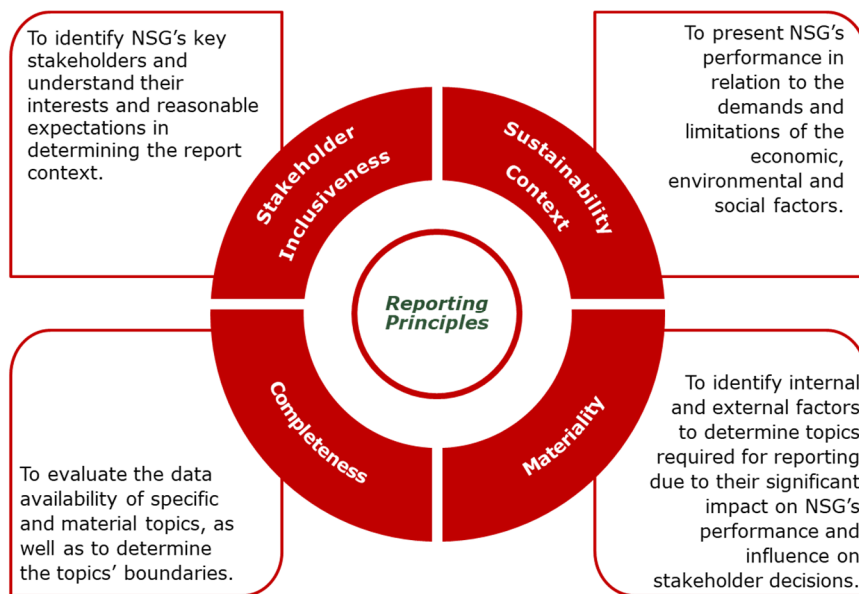 To identify NSG's key
stakeholders and
understand their
interests and reasonable
expectations in
determining the report
context.
To present NSG's
performance in
relation to the
demands and
limitations of the
economic,
environmental and
social factors.
Stakeholder
Inclusiveness
Sustainability
Context
Reporting
Principles
Completeness
Materiality
To evaluate the data
availability of specific
and material topics, as
well as to determine
the topics' boundaries.
To identify internal
and external factors
to determine topics
required for reporting
due to their significant
impact on NSG's
performance and
influence on
stakeholder decisions.